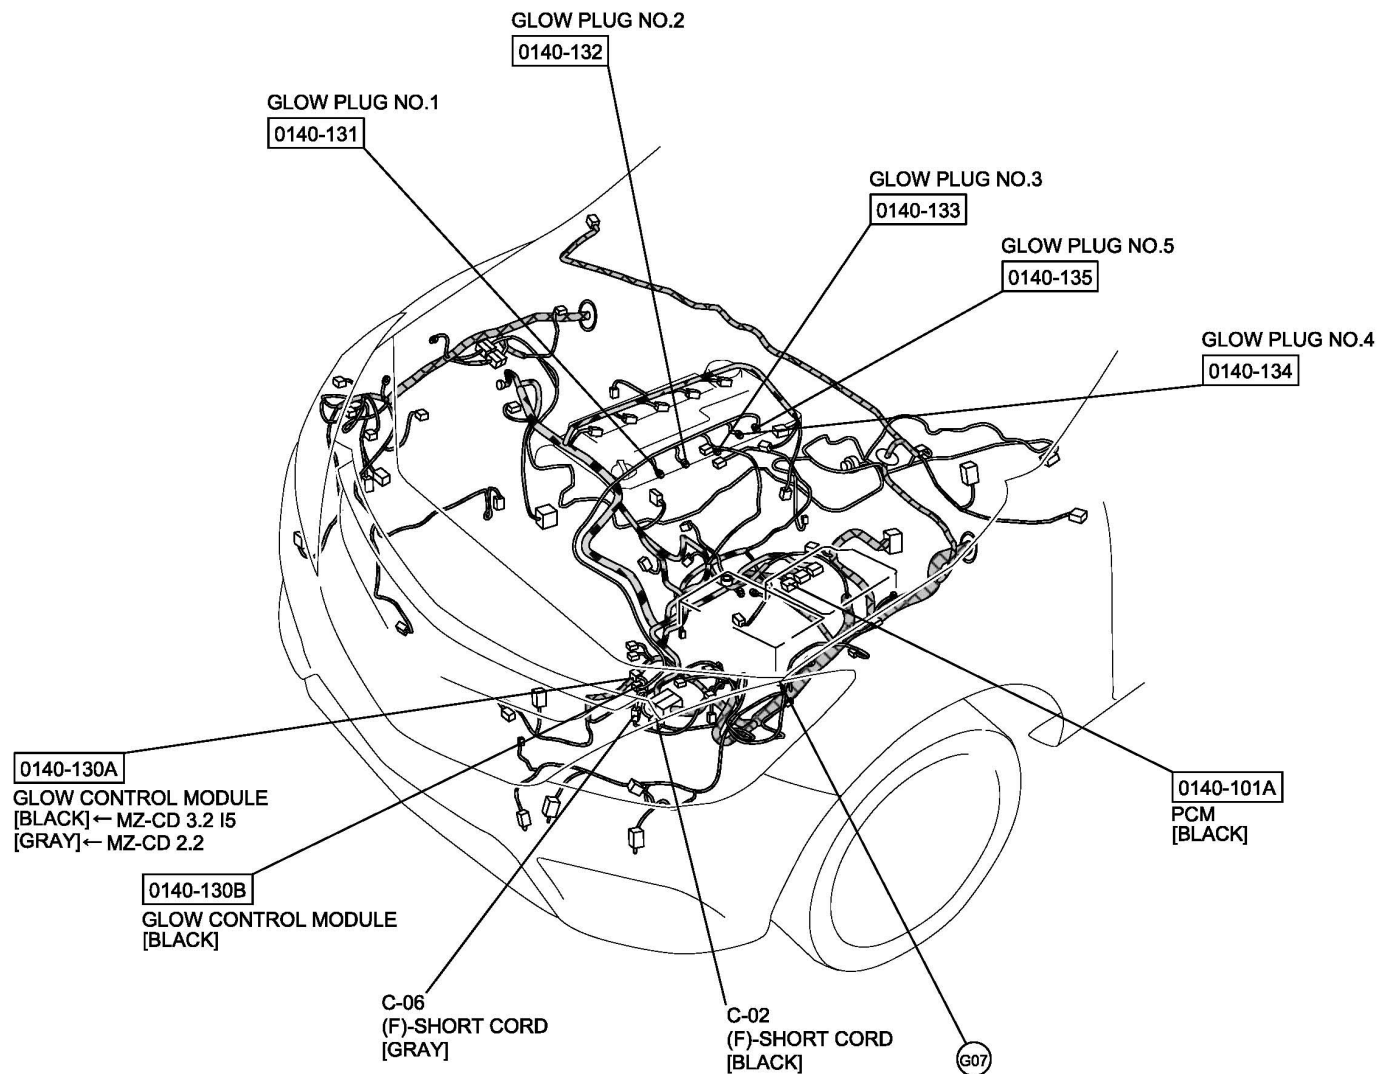 GLOW PLUG NO.2
0140-132
GLOW PLUG NO.1
0140-131
GLOW PLUG NO.3
0140-133
GLOW PLUG NO.5
0140-135
GLOW PLUG NO.4
0140-134
0140-130A
GLOW CONTROL MODULE
[BLACK]← MZ-CD 3.2 I5
[GRAY]← MZ-CD 2.2
0140-130B
GLOW CONTROL MODULE
[BLACK]
0140-101A
PCM
[BLACK]
C-06
(F)-SHORT CORD
[GRAY]
C-02
(F)-SHORT CORD
[BLACK]
G07